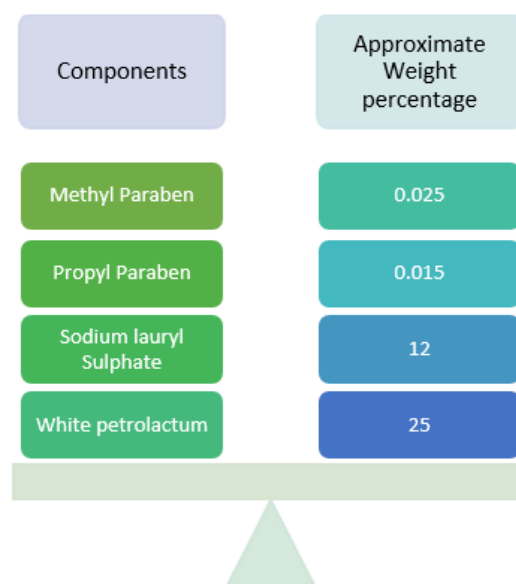 Components
Approximate
Weight
percentage
Methyl Paraben
0.025
Propyl Paraben
0.015
Sodium lauryl
Sulphate
12
White petrolactum
25